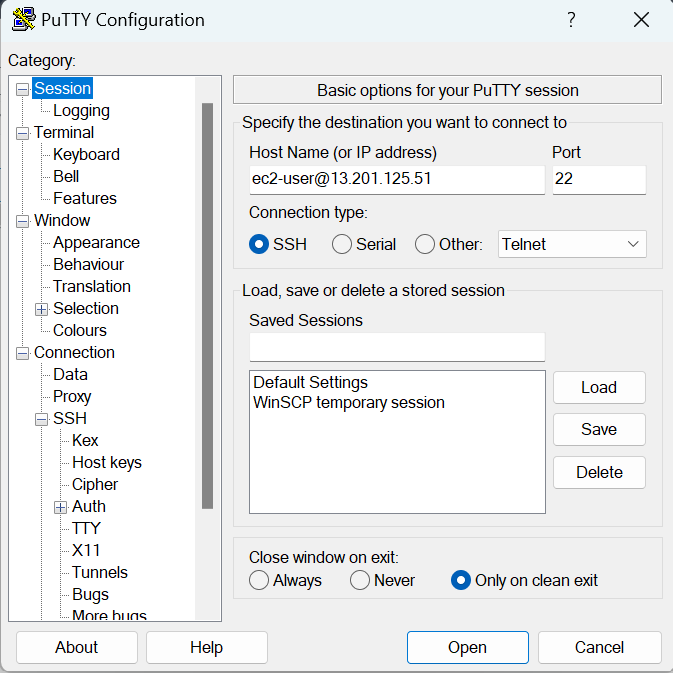 PuTTY Configuration
?
Category:
Session
Logging
Terminal
Keyboard
Bell
Features
Window
Appearance
Behaviour
Translation
Selection
Colours
Connection
Data
Proxy
SSH
Kex
Host keys
Cipher
Auth
TTY
X11
Tunnels
Bugs
More bugs
Basic options for your PuTTY session
Specify the destination you want to connect to
Host Name (or IP address) Port
ec2-user@13.201.125.51 22
Connection type:
SSH Serial Other: Telnet
Load, save or delete a stored session
Saved Sessions
Default Settings
WinSCP temporary session
Load
Save
Delete
Close window on exit:
Always Never Only on clean exit
About Help Open Cancel